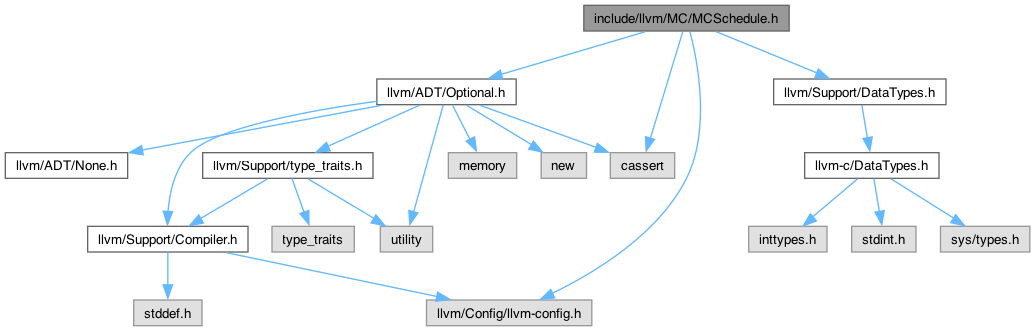 include/llvm/MC/MCSchedule.h
llvm/ADT/Optional.h
llvm/Support/DataTypes.h
llvm/ADT/None.h
llvm/Support/type_traits.h
memory
new
cassert
llvm-c/DataTypes.h
llvm/Support/Compiler.h
type_traits
utility
inttypes.h
stdint.h
sys/types.h
stddef.h
llvm/Config/llvm-config.h